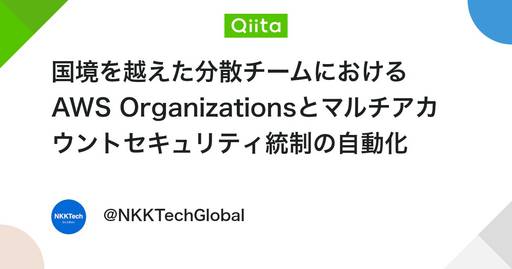 Qiita
国境を越えた分散チームにおける
AWS Organizationsとマルチアカ
ウントセキュリティ統制の自動化
NKKTech
@NKKTechGlobal